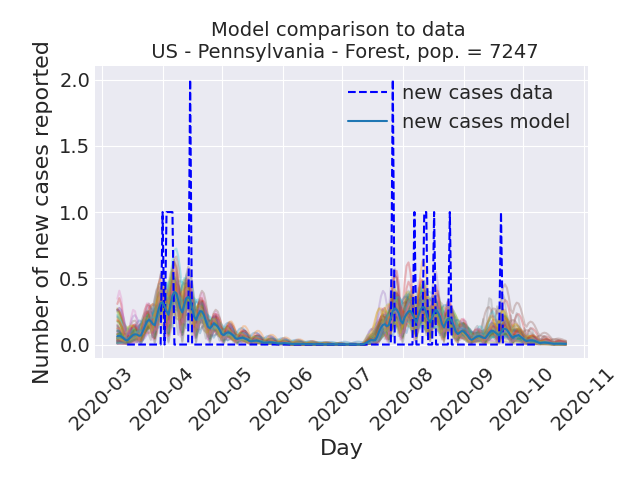 Model comparison to data
US - Pennsylvania - Forest, pop. = 7247
Number of new cases reported
2.0
1.5
1.0
0.5
0.0
new cases data
new cases model
2020-03
2020-04
2020-05
2020-06
2020-07
2020-08
2020-09
2020-10
2020-11
Day